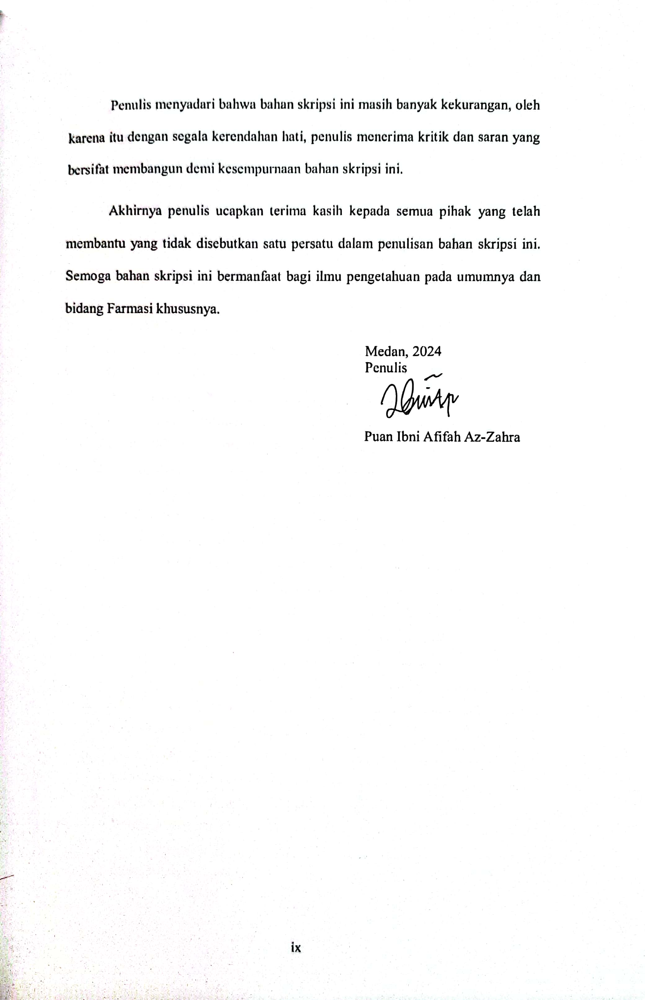 Penulis menyadari bahwa bahan skripsi ini masih banyak kekurangan, oleh
karena itu dengan segala kerendahan hati, penulis menerima kritik dan saran yang
bersifat membangun demi kesempurnaan bahan skripsi ini.
Akhirnya penulis ucapkan terima kasih kepada semua pihak yang telah
membantu yang tidak disebutkan satu persatu dalam penulisan bahan skripsi ini.
Semoga bahan skripsi ini bermanfaat bagi ilmu pengetahuan pada umumnya dan
bidang Farmasi khususnya.
Medan, 2024
Penulis
Puan Ibni Afifah Az-Zahra
ix